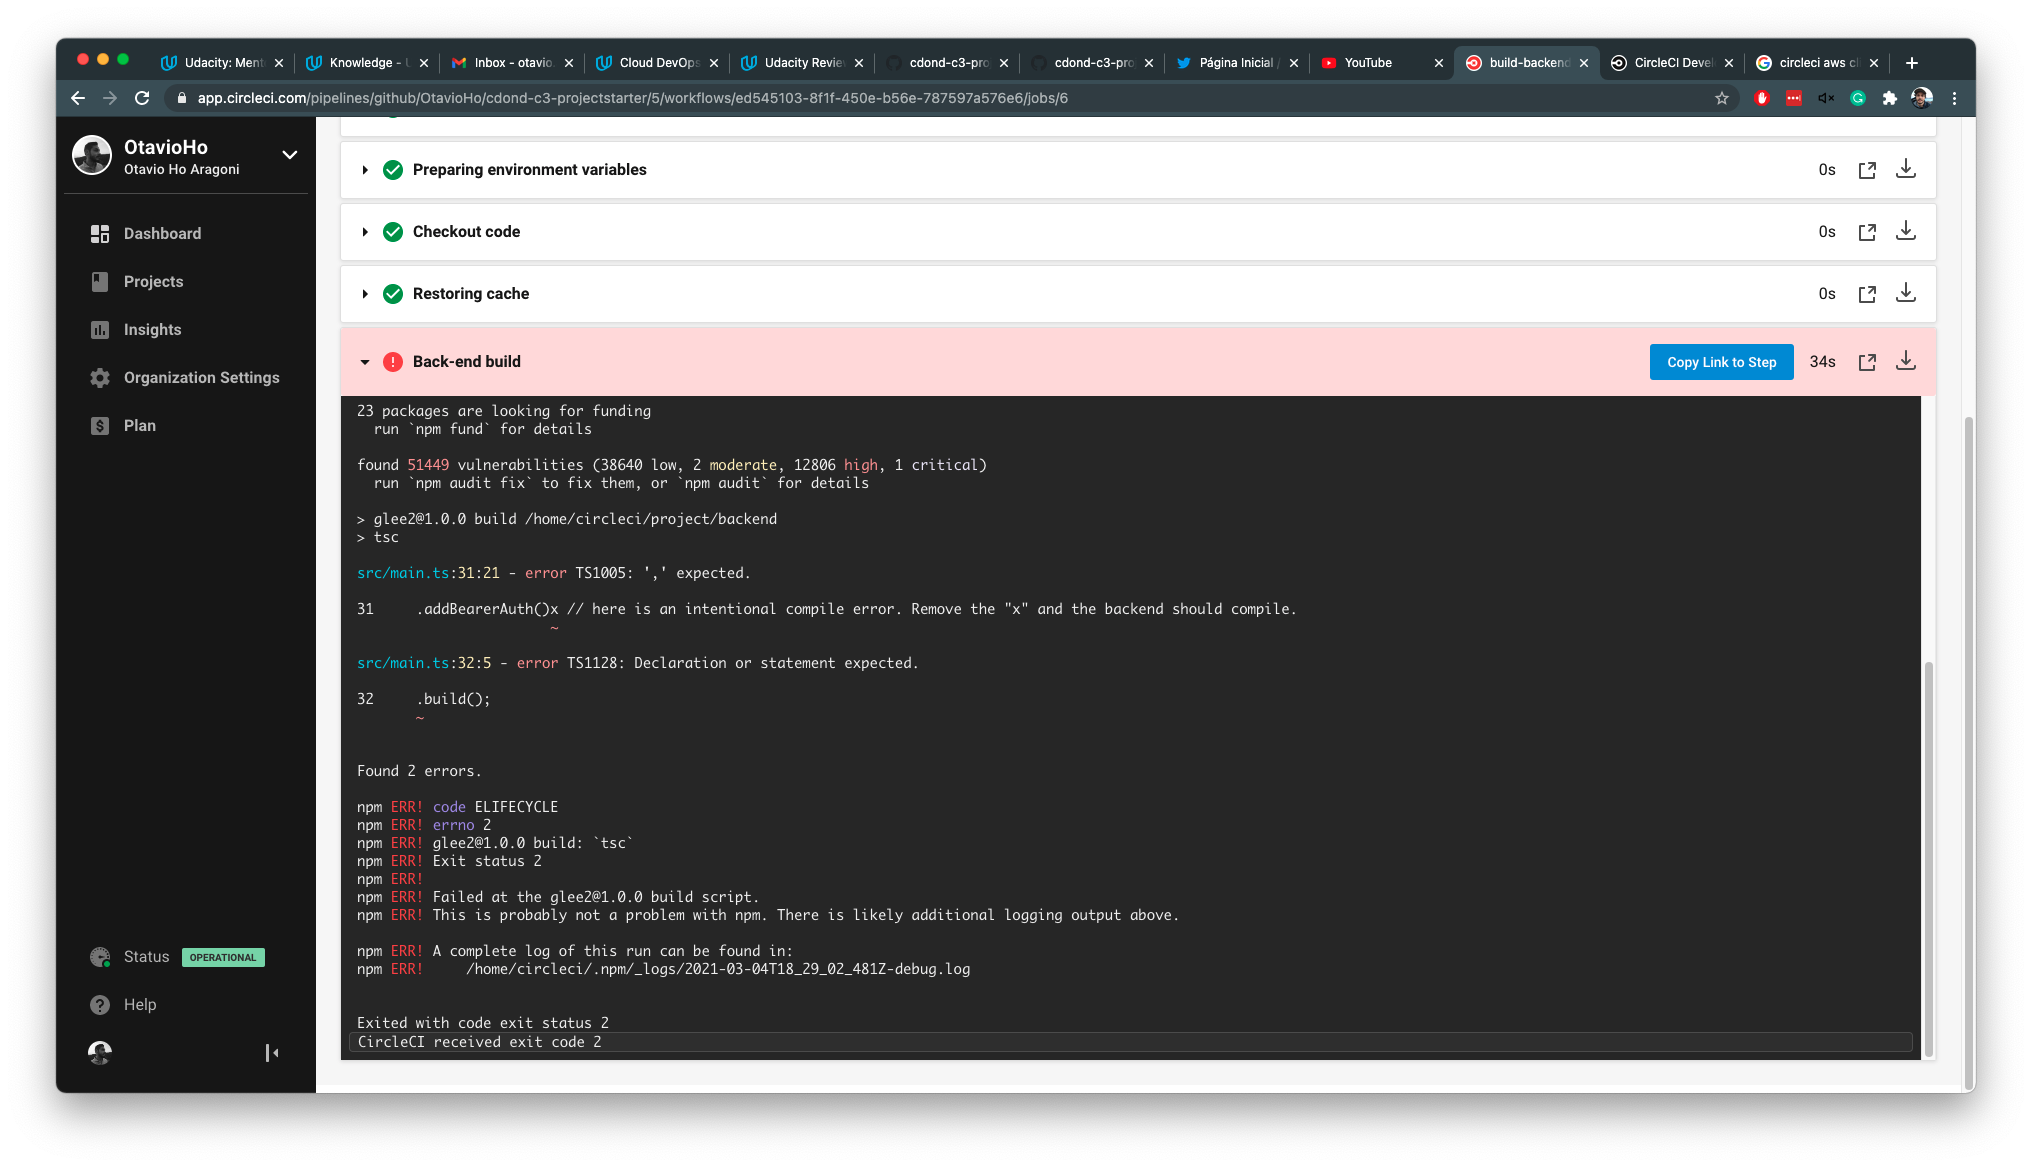 Udacity: Ment
Knowledge - U
Inbox - otavio.
Cloud DevOps
Udacity Revie
cdond-c3-pro
cdond-c3-pro
Página Inicial /
YouTube
build-backend
CircleCI Devel
circleci aws cl
app.circleci.com/pipelines/github/OtavioHo/cdond-c3-projectstarter/5/workflows/ed545103-8f1f-450e-b56e-787597a576e6/jobs/6
OtavioHo
Otavio Ho Aragoni
Dashboard
Projects
Insights
Organization Settings
Plan
Status OPERATIONAL
Help
Preparing environment variables 0s
Checkout code 0s
Restoring cache 0s
Back-end build Copy Link to Step 34s
23 packages are looking for funding
run `npm fund` for details
found 51449 vulnerabilities (38640 low, 2 moderate, 12806 high, 1 critical)
run `npm audit fix` to fix them, or `npm audit` for details
> glee2@1.0.0 build /home/circleci/project/backend
> tsc
src/main.ts:31:21 - error TS1005: ',' expected.
31     .addBearerAuth()x // here is an intentional compile error. Remove the "x" and the backend should compile.
~
src/main.ts:32:5 - error TS1128: Declaration or statement expected.
32     .build();
~
Found 2 errors.
npm ERR! code ELIFECYCLE
npm ERR! errno 2
npm ERR! glee2@1.0.0 build: `tsc`
npm ERR! Exit status 2
npm ERR!
npm ERR! Failed at the glee2@1.0.0 build script.
npm ERR! This is probably not a problem with npm. There is likely additional logging output above.
npm ERR! A complete log of this run can be found in:
npm ERR!     /home/circleci/.npm/_logs/2021-03-04T18_29_02_481Z-debug.log
Exited with code exit status 2
CircleCI received exit code 2